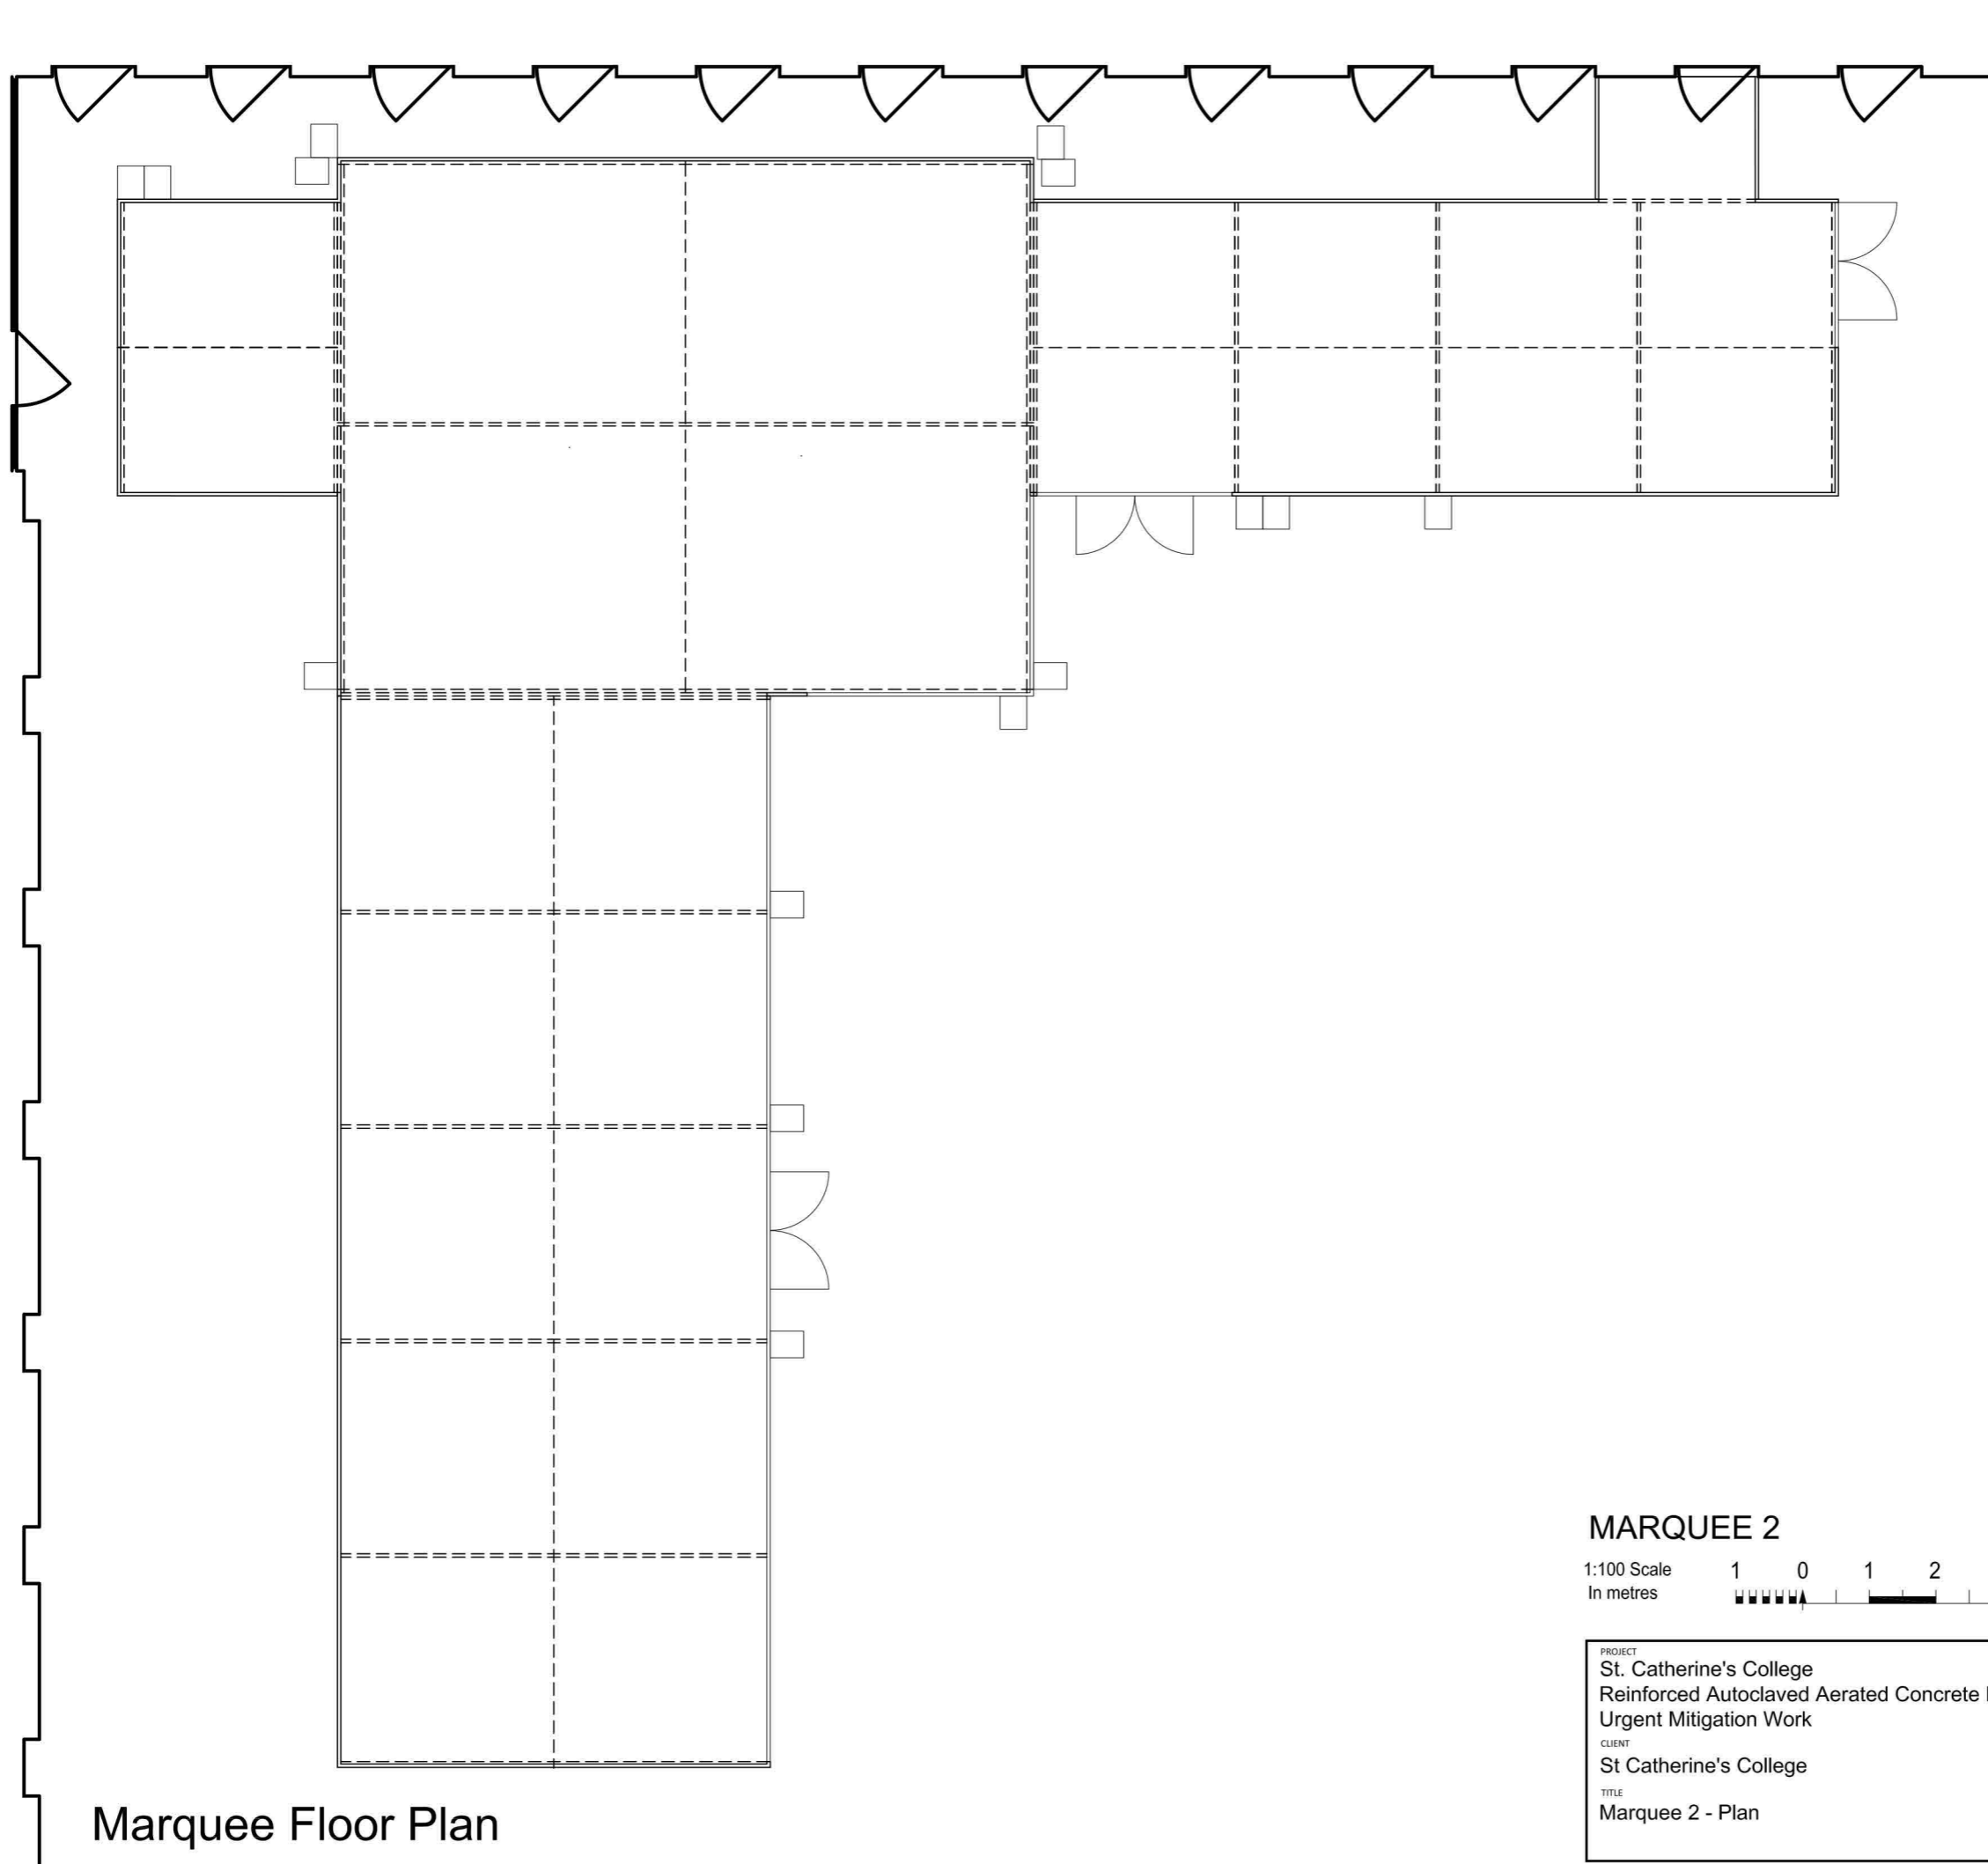 MARQUEE 2
1:100 Scale
In metres
1 0 1 2
PROJECT
St. Catherine's College
Reinforced Autoclaved Aerated Concrete
Urgent Mitigation Work
CLIENT
St Catherine's College
TITLE
Marquee 2 - Plan
Marquee Floor Plan